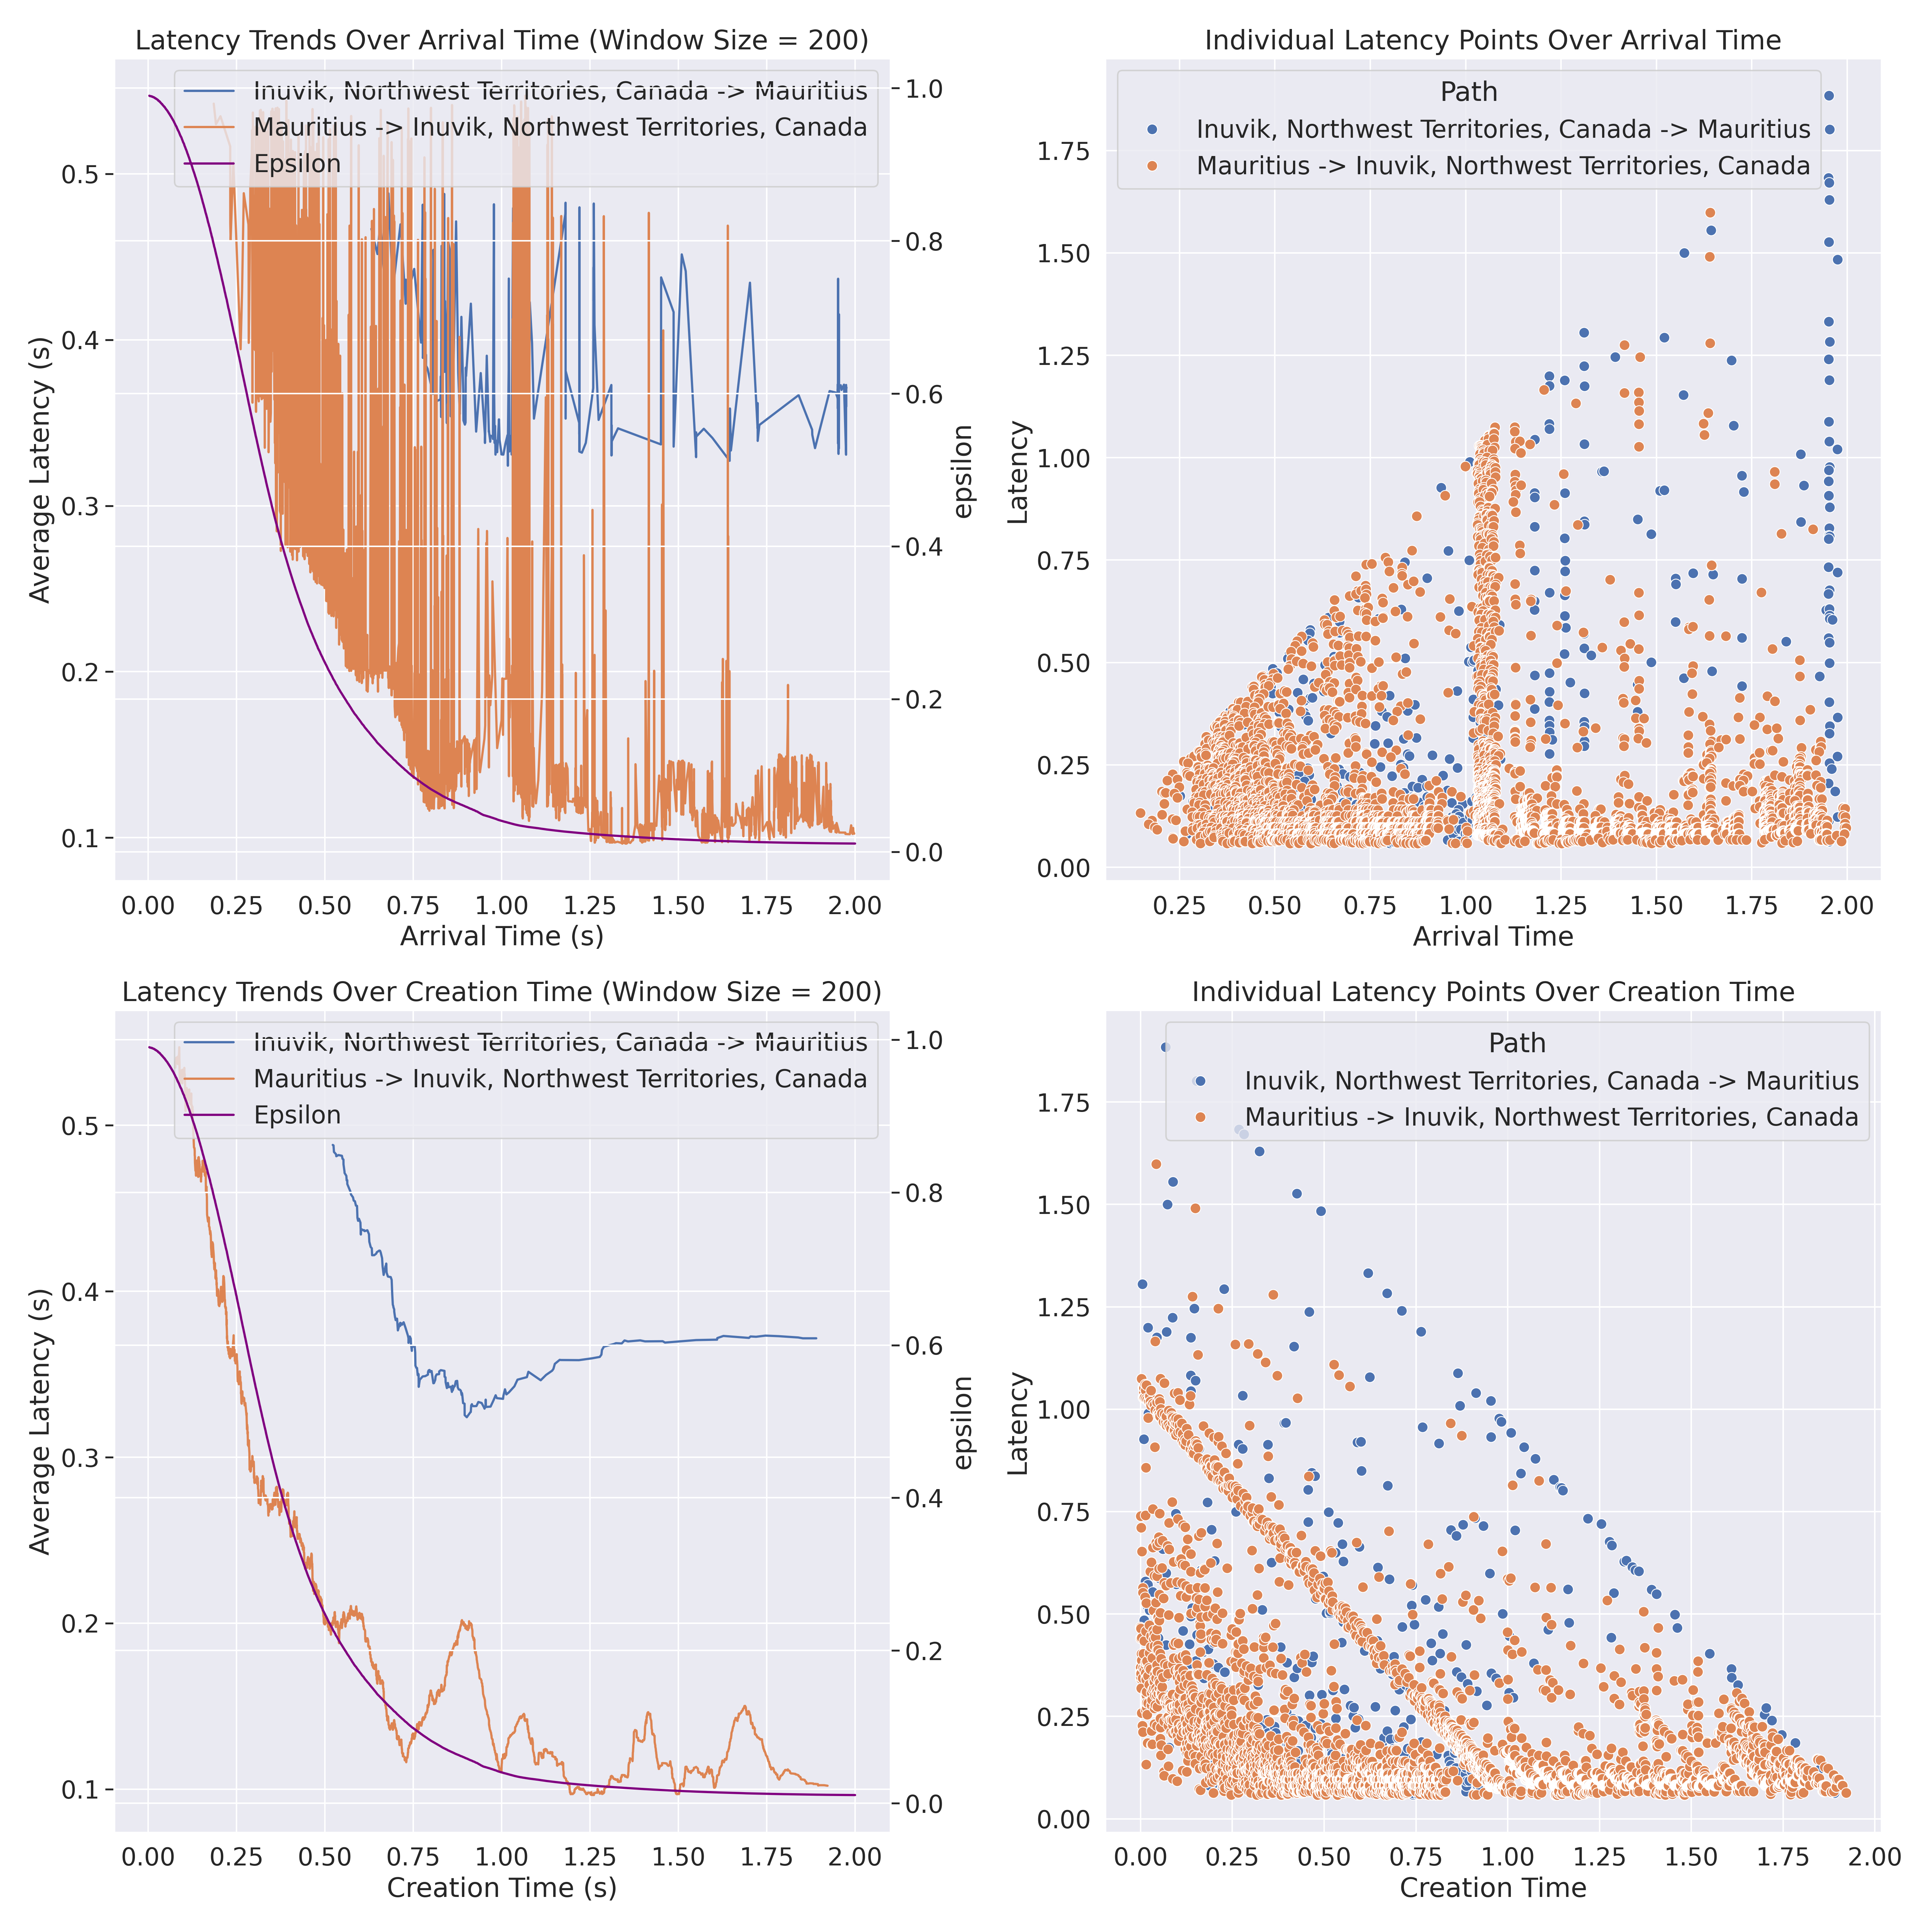 Latency Trends Over Arrival Time (Window Size = 200)
Inuvik, Northwest Territories, Canada -> Mauritius
Mauritius -> Inuvik, Northwest Territories, Canada
Epsilon
Average Latency (s)
0.5
0.4
0.3
0.2
0.1
1.0
0.8
0.6
0.4
0.2
0.0
epsilon
0.00 0.25 0.50 0.75 1.00 1.25 1.50 1.75 2.00
Arrival Time (s)
Individual Latency Points Over Arrival Time
Path
Inuvik, Northwest Territories, Canada -> Mauritius
Mauritius -> Inuvik, Northwest Territories, Canada
Latency
1.75
1.50
1.25
1.00
0.75
0.50
0.25
0.00
0.25 0.50 0.75 1.00 1.25 1.50 1.75 2.00
Arrival Time
Latency Trends Over Creation Time (Window Size = 200)
Inuvik, Northwest Territories, Canada -> Mauritius
Mauritius -> Inuvik, Northwest Territories, Canada
Epsilon
Average Latency (s)
0.5
0.4
0.3
0.2
0.1
1.0
0.8
0.6
0.4
0.2
0.0
epsilon
0.00 0.25 0.50 0.75 1.00 1.25 1.50 1.75 2.00
Creation Time (s)
Individual Latency Points Over Creation Time
Path
Inuvik, Northwest Territories, Canada -> Mauritius
Mauritius -> Inuvik, Northwest Territories, Canada
Latency
1.75
1.50
1.25
1.00
0.75
0.50
0.25
0.00
0.00 0.25 0.50 0.75 1.00 1.25 1.50 1.75 2.00
Creation Time